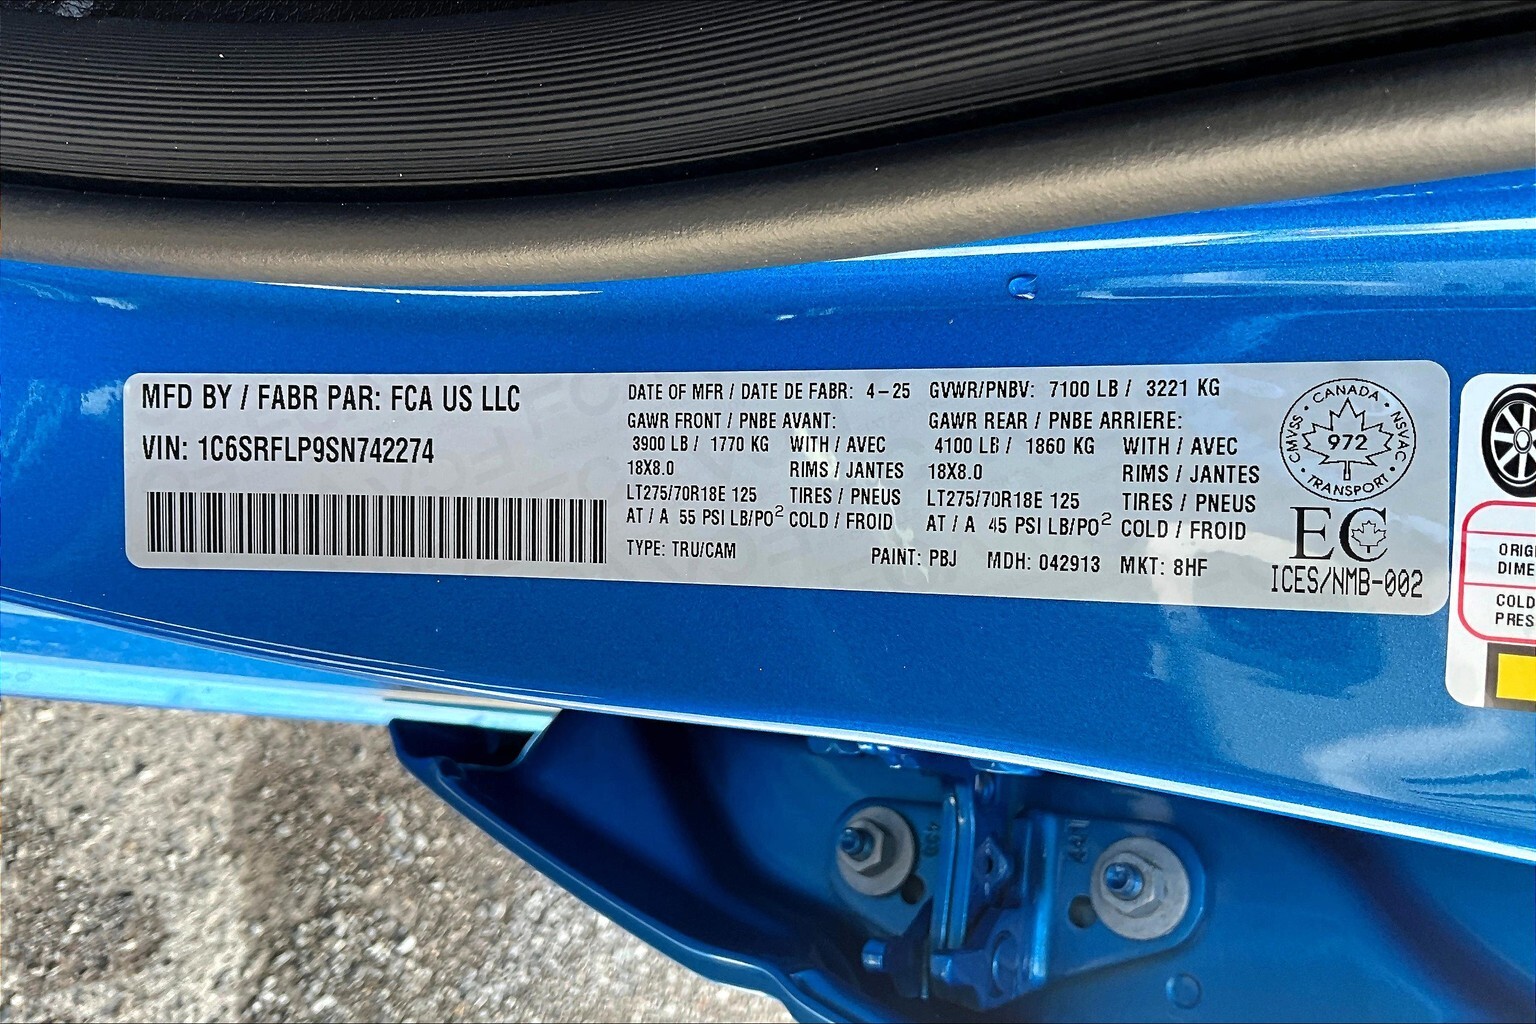 MFD BY / FABR PAR: FCA US LLC
VIN: 1C6SRFLP9SN742274
DATE OF MFR / DATE DE FABR: 4-25 GVWR/PNBV: 7100 LB / 3221 KG
GAWR FRONT / PNBE AVANT: GAWR REAR / PNBE ARRIERE:
3900 LB / 1770 KG WITH / AVEC 4100 LB / 1860 KG WITH / AVEC
18X8.0 RIMS / JANTES 18X8.0 RIMS / JANTES
LT275/70R18E 125 TIRES / PNEUS LT275/70R18E 125 TIRES / PNEUS
AT / A 55 PSI LB/PO² COLD / FROID AT / A 45 PSI LB/PO² COLD / FROID
TYPE: TRU/CAM PAINT: PBJ MDH: 042913 MKT: 8HF
CANADA
CMVSS • 972 • NSVAC
TRANSPORT
EC
ICES/NMB-002
ORIGI
DIME
COLD
PRES